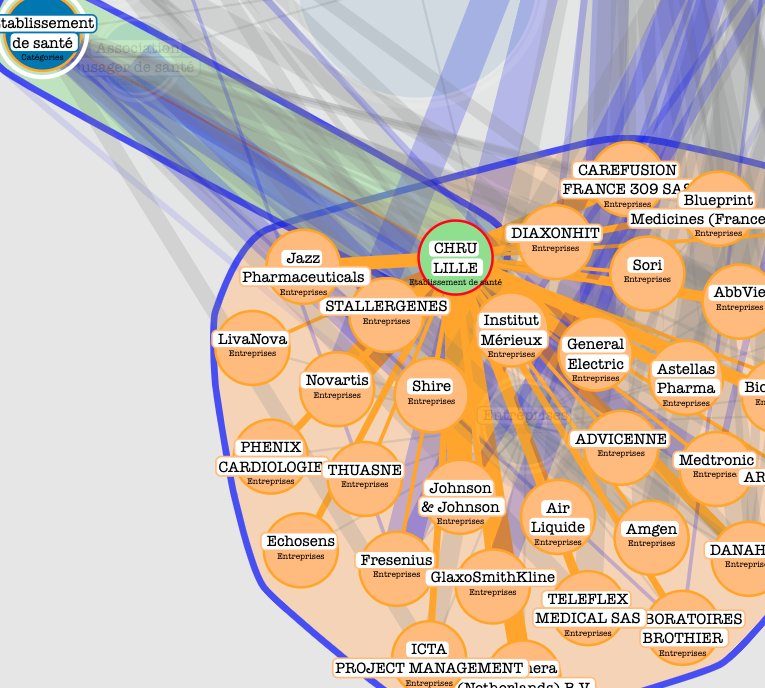 tablissement
de santé
Catégories
Association
usager de santé
CHRU
LILLE
Etablissement de santé
CAREFUSION
FRANCE 309 SAS
Entreprises
Blueprint
Medicines (France
Entreprises
DIAXONHIT
Entreprises
Jazz
Pharmaceuticals
Entreprises
Sori
Entreprises
AbbVie
Entreprises
STALLERGENES
Entreprises
Institut
Mérieux
Entreprises
LivaNova
Entreprises
General
Electric
Entreprises
Astellas
Pharma
Entreprises
Novartis
Entreprises
Shire
Entreprises
Bio
En
Entreprises
PHENIX
CARDIOLOGIE
Entreprises
THUASNE
Entreprises
ADVICENNE
Entreprises
Medtronic
Entreprises
AR
Johnson
& Johnson
Entreprises
Air
Liquide
Entreprises
Amgen
Entreprises
Echosens
Entreprises
DANAH
Entreprises
Fresenius
Entreprises
GlaxoSmithKline
Entreprises
TELEFLEX
MEDICAL SAS
Entreprises
BORATOIRES
BROTHIER
Entreprises
ICTA
PROJECT MANAGEMENT
Entreprises
era
(Netherlands) B.V.